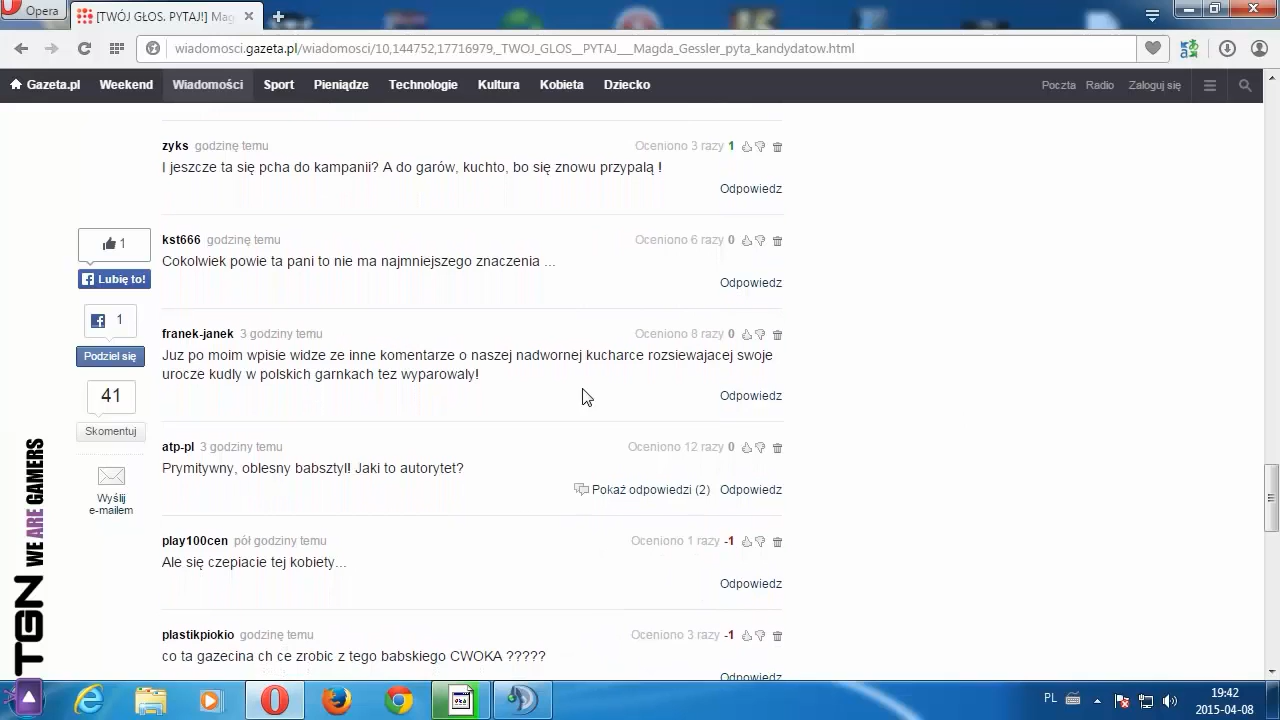 Opera
[TWÓJ GŁOS. PYTAJ!] Mag
wiadomosci.gazeta.pl/wiadomosci/10,144752,17716979,_TWOJ_GLOS__PYTAJ___Magda_Gessler_pyta_kandydatow.html
Gazeta.pl Weekend Wiadomości Sport Pieniądze Technologie Kultura Kobieta Dziecko Poczta Radio Zaloguj się
zyks godzinę temu Oceniono 3 razy 1
I jeszcze ta się pcha do kampanii? A do garów, kuchto, bo się znowu przypalą !
Odpowiedz
kst666 godzinę temu Oceniono 6 razy 0
Cokolwiek powie ta pani to nie ma najmniejszego znaczenia ...
Odpowiedz
franek-janek 3 godziny temu Oceniono 8 razy 0
Juz po moim wpisie widze ze inne komentarze o naszej nadwornej kucharce rozsiewajacej swoje
urocze kudly w polskich garnkach tez wyparowaly!
Odpowiedz
atp-pl 3 godziny temu Oceniono 12 razy 0
Prymitywny, oblesny babsztyl! Jaki to autorytet?
Pokaż odpowiedzi (2) Odpowiedz
play100cen pół godziny temu Oceniono 1 razy -1
Ale się czepiacie tej kobiety...
Odpowiedz
plastikpiokio godzinę temu Oceniono 3 razy -1
co ta gazecina ch ce zrobic z tego babskiego CWOKA ?????
Odpowiedz
1
Lubię to!
1
Podziel się
41
Skomentuj
Wyślij
e-mailem
TGN WE ARE GAMERS
PL
19:42
2015-04-08